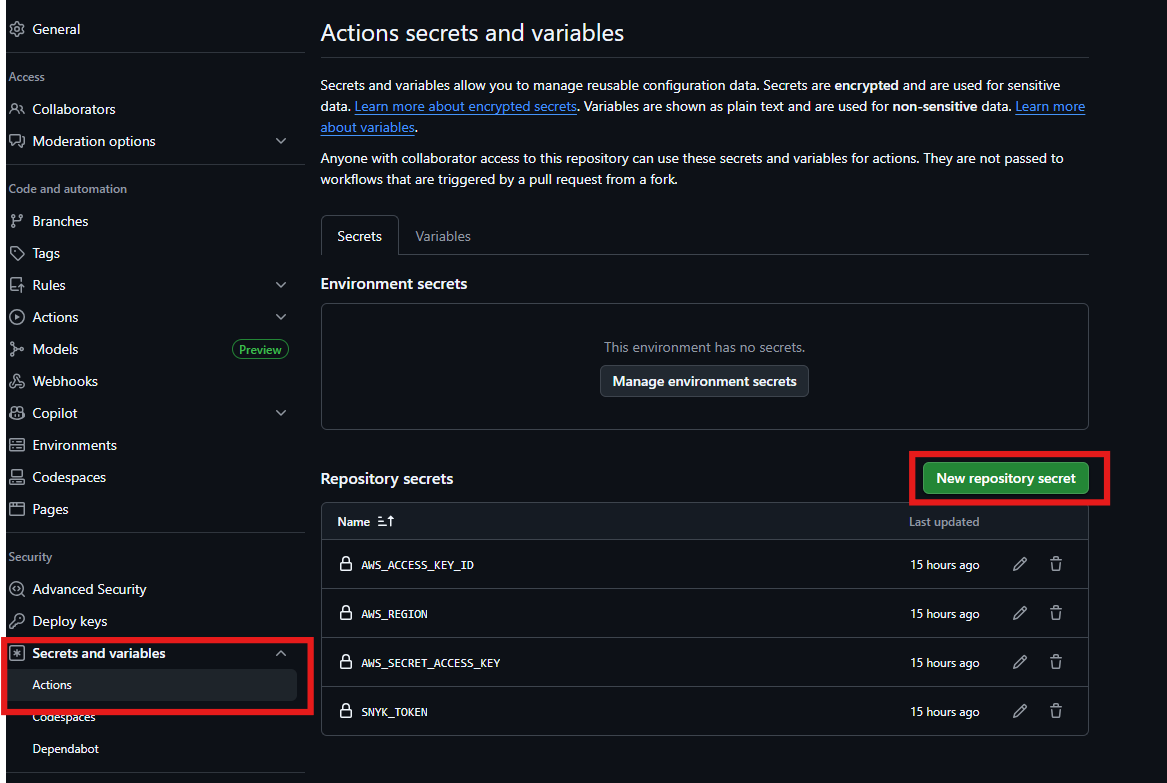 General
Access
Collaborators
Moderation options
Code and automation
Branches
Tags
Rules
Actions
Models
Preview
Webhooks
Copilot
Environments
Codespaces
Pages
Security
Advanced Security
Deploy keys
Secrets and variables
Actions
Codespaces
Dependabot
Actions secrets and variables
Secrets and variables allow you to manage reusable configuration data. Secrets are encrypted and are used for sensitive
data. Learn more about encrypted secrets. Variables are shown as plain text and are used for non-sensitive data. Learn more
about variables.
Anyone with collaborator access to this repository can use these secrets and variables for actions. They are not passed to
workflows that are triggered by a pull request from a fork.
Secrets
Variables
Environment secrets
This environment has no secrets.
Manage environment secrets
Repository secrets
New repository secret
Name
Last updated
AWS_ACCESS_KEY_ID
15 hours ago
AWS_REGION
15 hours ago
AWS_SECRET_ACCESS_KEY
15 hours ago
SNYK_TOKEN
15 hours ago